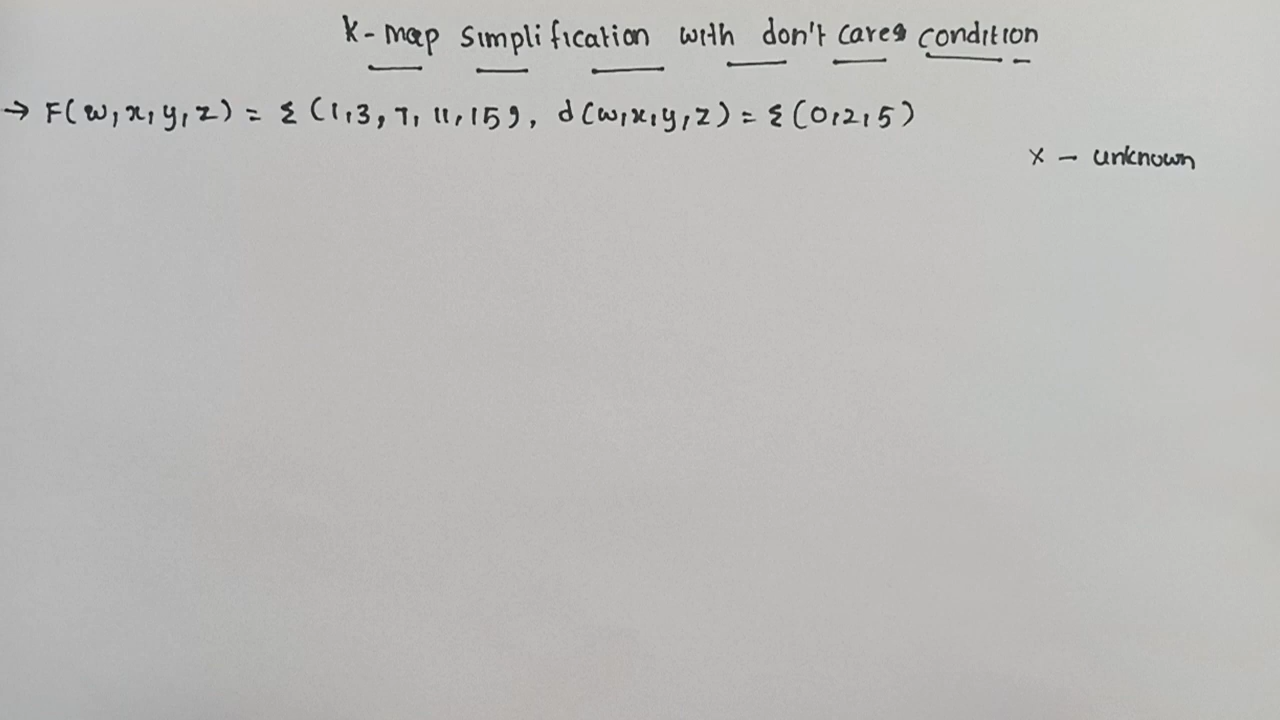 K-map simplification with don't cares condition
→ F(w,x,y,z) = Σ(1,3,7,11,15), d(w,x,y,z) = Σ(0,2,5)
x - unknown